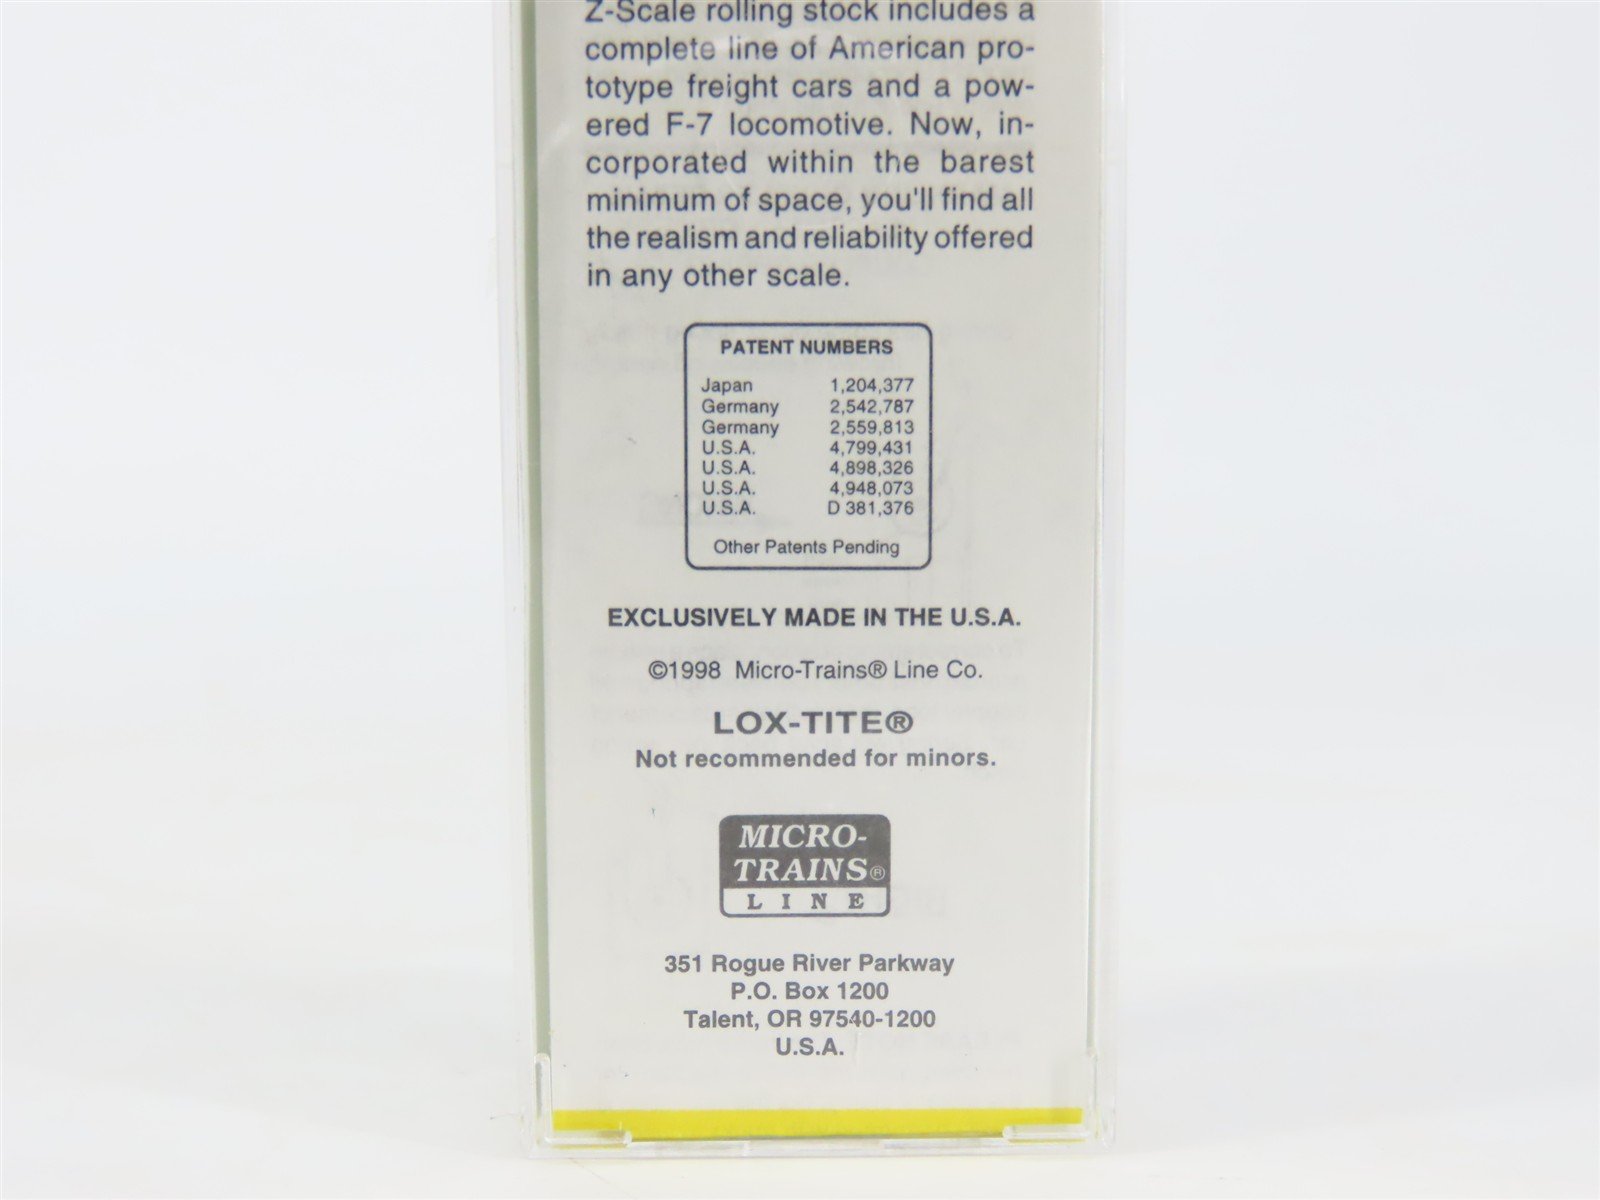 Z-Scale rolling stock includes a
complete line of American pro-
totype freight cars and a pow-
ered F-7 locomotive. Now, in-
corporated within the barest
minimum of space, you'll find all
the realism and reliability offered
in any other scale.
PATENT NUMBERS
Japan 1,204,377
Germany 2,542,787
Germany 2,559,813
U.S.A. 4,799,431
U.S.A. 4,898,326
U.S.A. 4,948,073
U.S.A. D 381,376
Other Patents Pending
EXCLUSIVELY MADE IN THE U.S.A.
©1998 Micro-Trains® Line Co.
LOX-TITE®
Not recommended for minors.
MICRO-
TRAINS®
LINE
351 Rogue River Parkway
P.O. Box 1200
Talent, OR 97540-1200
U.S.A.